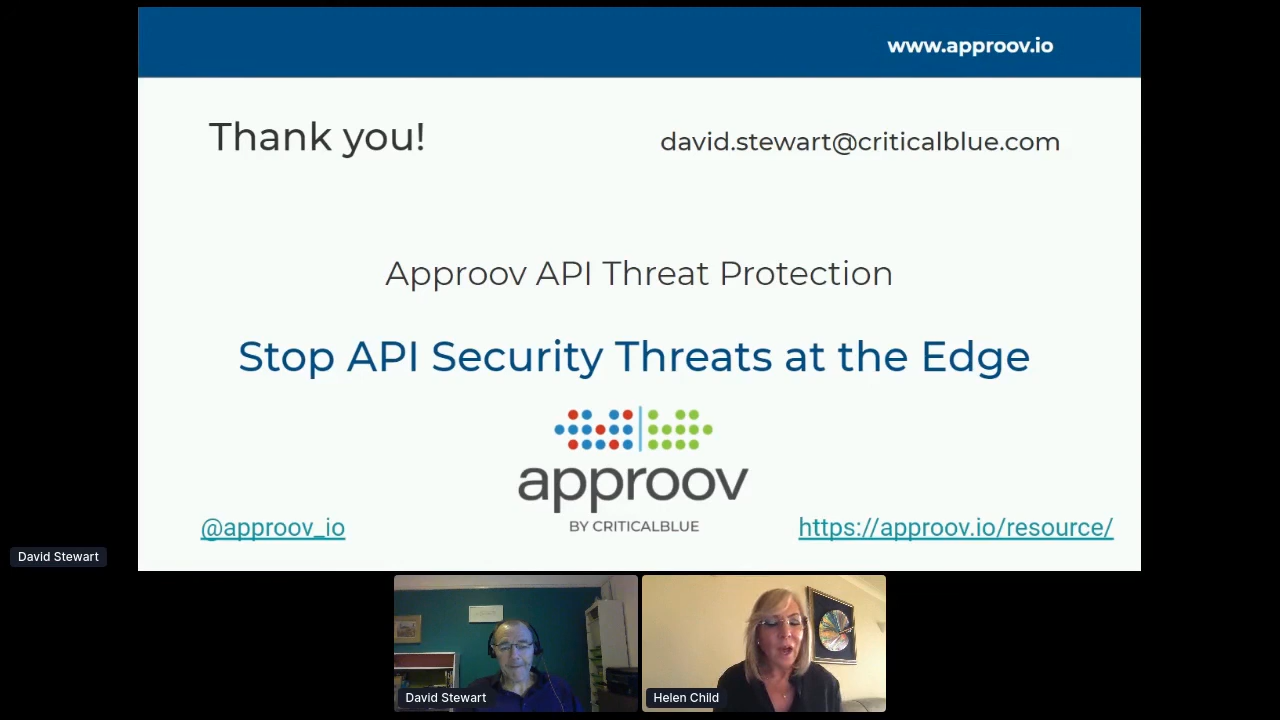 www.approov.io
Thank you!
david.stewart@criticalblue.com
Approov API Threat Protection
Stop API Security Threats at the Edge
approov
BY CRITICALBLUE
@approov_io
https://approov.io/resource/
David Stewart
David Stewart
Helen Child